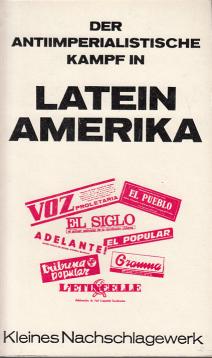 DER
ANTIIMPERIALISTISCHE
KAMPF IN
LATEIN
AMERIKA
VOZ
PROLETARIA
EL PUEBLO
EL SIGLO
ADELANTE!
EL POPULAR
Tribuna
popular
Granma
L'ETINCELLE
Kleines Nachschlagewerk